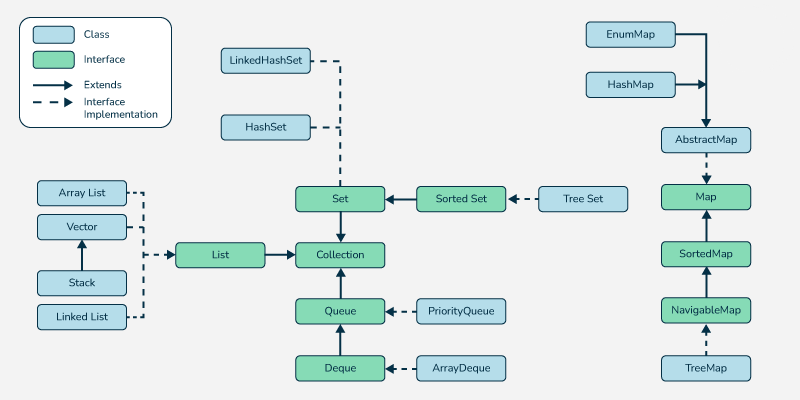 Class
Interface
Extends
Interface
Implementation
LinkedHashSet
HashSet
EnumMap
HashMap
AbstractMap
Array List
Vector
Stack
Linked List
List
Set
Sorted Set
Tree Set
Collection
Queue
PriorityQueue
Deque
ArrayDeque
Map
SortedMap
NavigableMap
TreeMap